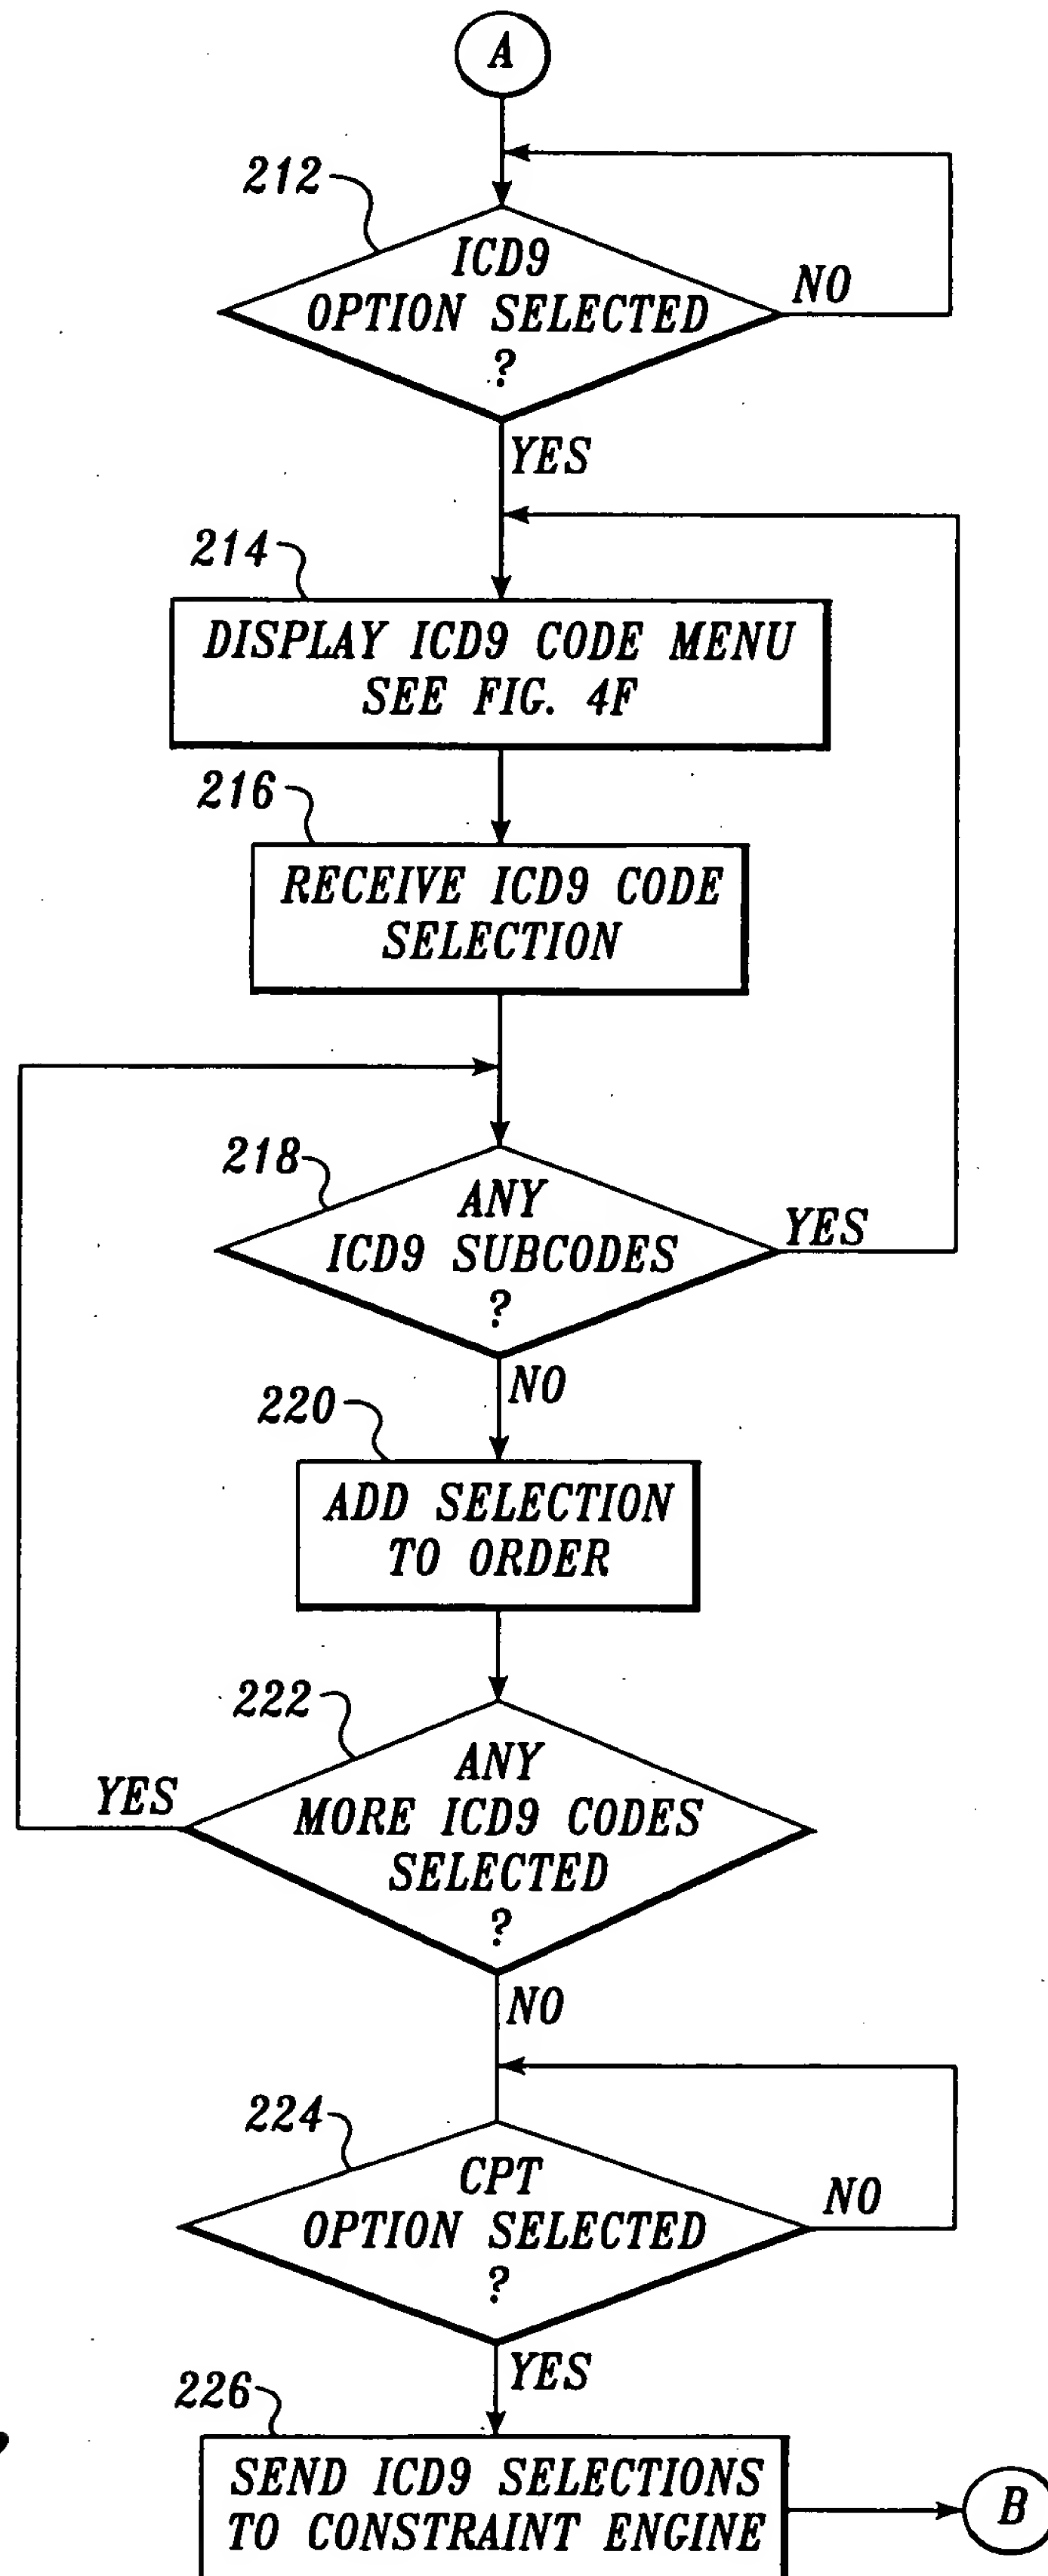 A
212
ICD9
OPTION SELECTED
?
NO
YES
214
DISPLAY ICD9 CODE MENU
SEE FIG. 4F
216
RECEIVE ICD9 CODE
SELECTION
218
ANY
ICD9 SUBCODES
?
YES
NO
220
ADD SELECTION
TO ORDER
222
ANY
MORE ICD9 CODES
SELECTED
?
YES
NO
224
CPT
OPTION SELECTED
?
NO
YES
226
SEND ICD9 SELECTIONS
TO CONSTRAINT ENGINE
B